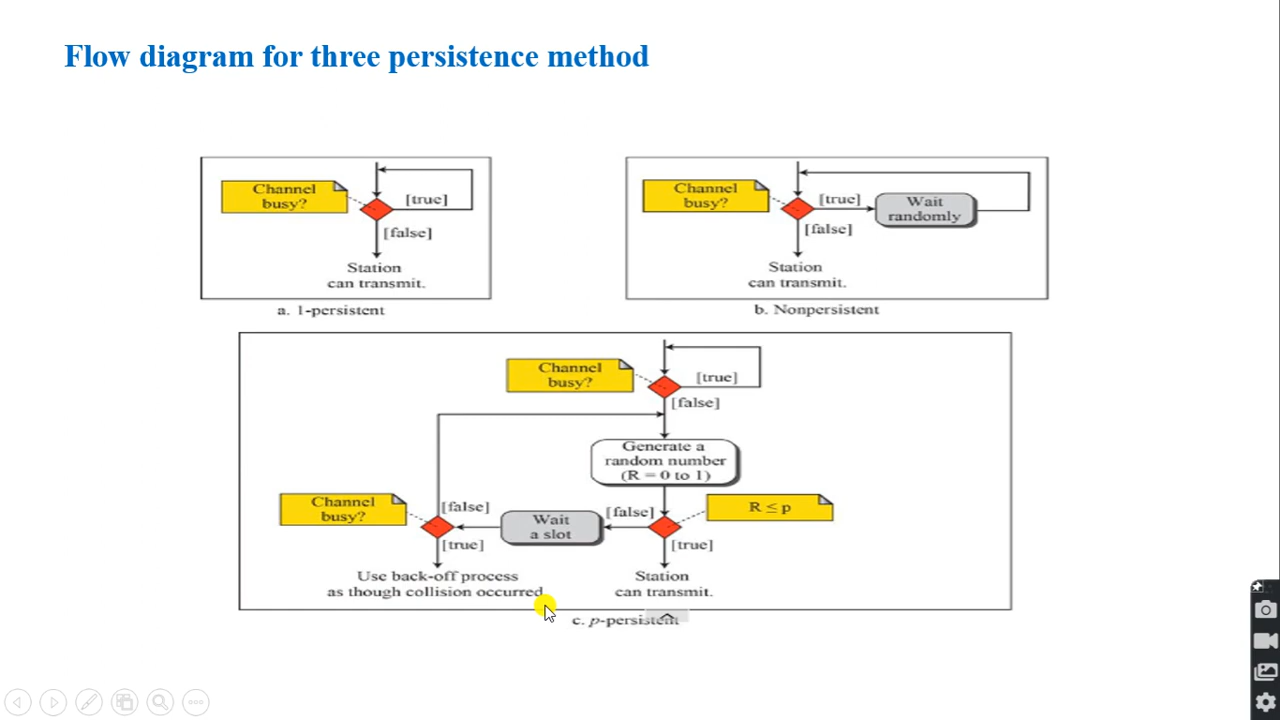 Flow diagram for three persistence method
Channel
busy?
[true]
[false]
Station
can transmit.
a. 1-persistent
Channel
busy?
[true]
Wait
randomly
[false]
Station
can transmit.
b. Nonpersistent
Channel
busy?
[true]
[false]
Generate a
random number
(R = 0 to 1)
Channel
busy?
[false]
Wait
a slot
[false]
R ≤ p
[true]
[true]
Use back-off process
as though collision occurred.
Station
can transmit.
c. p-persistent